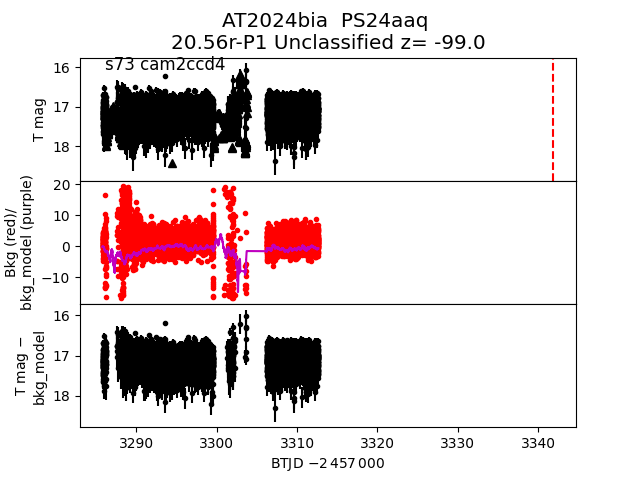 AT2024bia  PS24aaq
20.56r-P1 Unclassified z= -99.0
s73 cam2ccd4
16
17
18
T mag
20
10
0
−10
Bkg (red)/
bkg_model (purple)
16
17
18
T mag −
bkg_model
3290
3300
3310
3320
3330
3340
BTJD −2 457 000